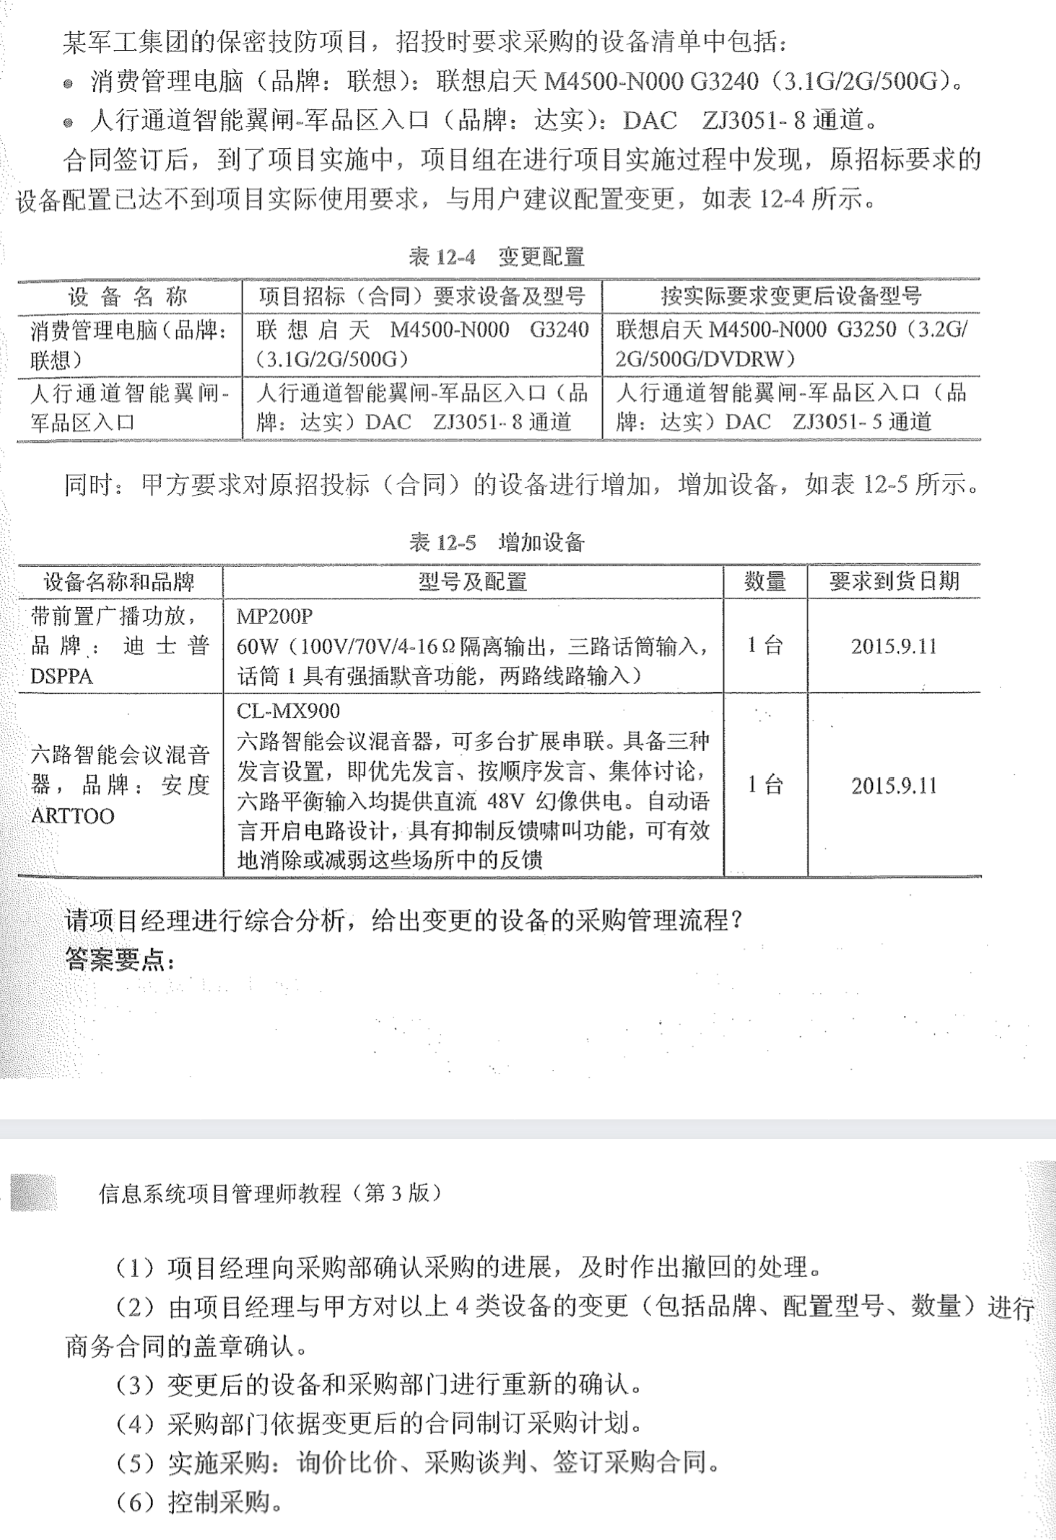 某军工集团的保密技防项目，招投时要求采购的设备清单中包括：
• 消费管理电脑（品牌：联想）：联想启天 M4500-N000 G3240（3.1G/2G/500G）。
• 人行通道智能翼闸-军品区入口（品牌：达实）：DAC ZJ3051- 8 通道。
合同签订后，到了项目实施中，项目组在进行项目实施过程中发现，原招标要求的
设备配置已达不到项目实际使用要求，与用户建议配置变更，如表 12-4 所示。
表 12-4 变更配置
设 备 名 称 项目招标（合同）要求设备及型号 按实际要求变更后设备型号
消费管理电脑（品牌： 联 想 启 天 M4500-N000 G3240 联想启天 M4500-N000 G3250（3.2G/
联想） （3.1G/2G/500G） 2G/500G/DVDRW）
人行通道智能翼闸- 人行通道智能翼闸-军品区入口（品 人行通道智能翼闸-军品区入口（品
军品区入口 牌：达实）DAC ZJ3051- 8 通道 牌：达实）DAC ZJ3051- 5 通道
同时：甲方要求对原招投标（合同）的设备进行增加，增加设备，如表 12-5 所示。
表 12-5 增加设备
设备名称和品牌 型号及配置 数量 要求到货日期
带前置广播功放， MP200P
品 牌 ： 迪 士 普 60W（100V/70V/4-16Ω隔离输出，三路话筒输入， 1 台 2015.9.11
DSPPA 话筒 1 具有强插默音功能，两路线路输入）
CL-MX900
六路智能会议混音 六路智能会议混音器，可多台扩展串联。具备三种
器，品牌：安度 发言设置，即优先发言、按顺序发言、集体讨论， 1 台 2015.9.11
ARTTOO 六路平衡输入均提供直流 48V 幻像供电。自动语
言开启电路设计，具有抑制反馈啸叫功能，可有效
地消除或减弱这些场所中的反馈
请项目经理进行综合分析，给出变更的设备的采购管理流程？
答案要点：
信息系统项目管理师教程（第 3 版）
（1）项目经理向采购部确认采购的进展，及时作出撤回的处理。
（2）由项目经理与甲方对以上 4 类设备的变更（包括品牌、配置型号、数量）进行
商务合同的盖章确认。
（3）变更后的设备和采购部门进行重新的确认。
（4）采购部门依据变更后的合同制订采购计划。
（5）实施采购：询价比价、采购谈判、签订采购合同。
（6）控制采购。